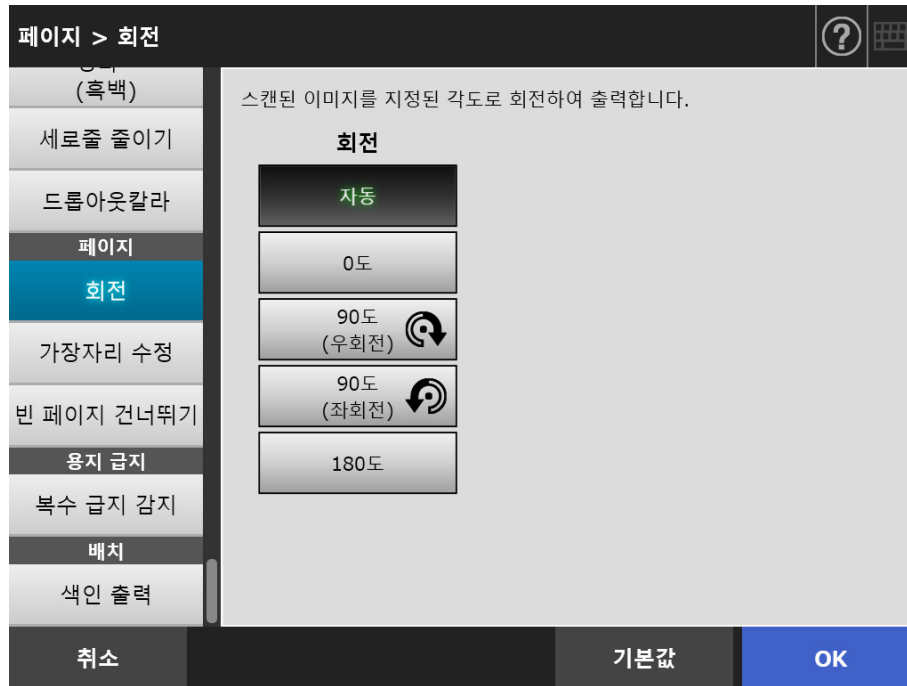 페이지 > 회전
(흑백)
세로줄 줄이기
드롭아웃칼라
페이지
회전
가장자리 수정
빈 페이지 건너뛰기
용지 급지
복수 급지 감지
배치
색인 출력
스캔된 이미지를 지정된 각도로 회전하여 출력합니다.
회전
자동
0도
90도
(우회전)
90도
(좌회전)
180도
취소
기본값
OK